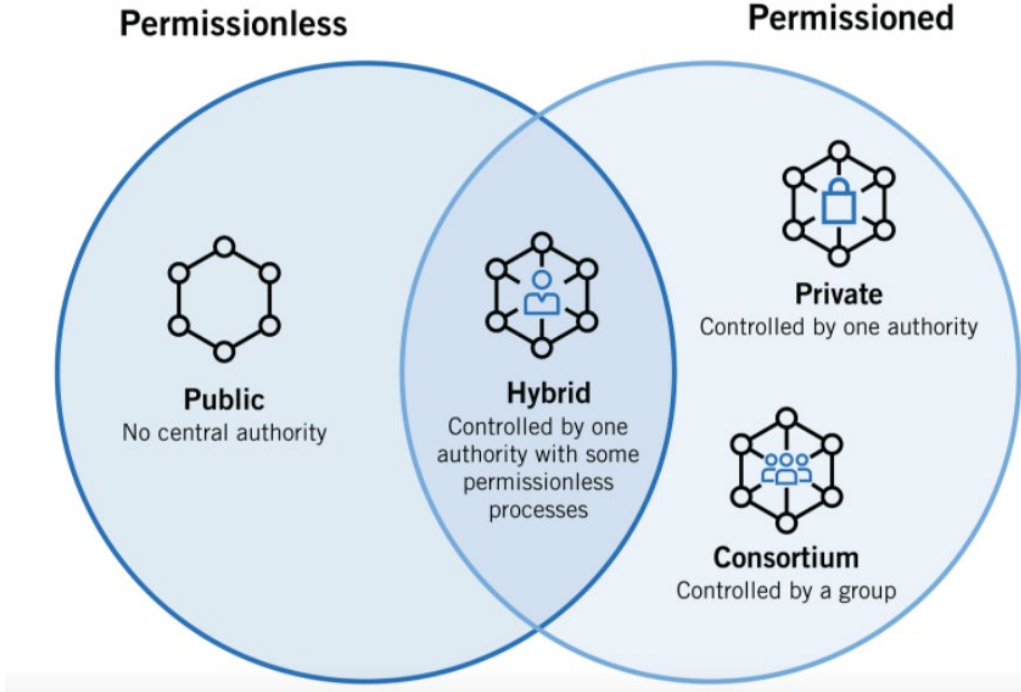 Permissionless
Permissioned
Public
No central authority
Hybrid
Controlled by one
authority with some
permissionless
processes
Private
Controlled by one authority
Consortium
Controlled by a group